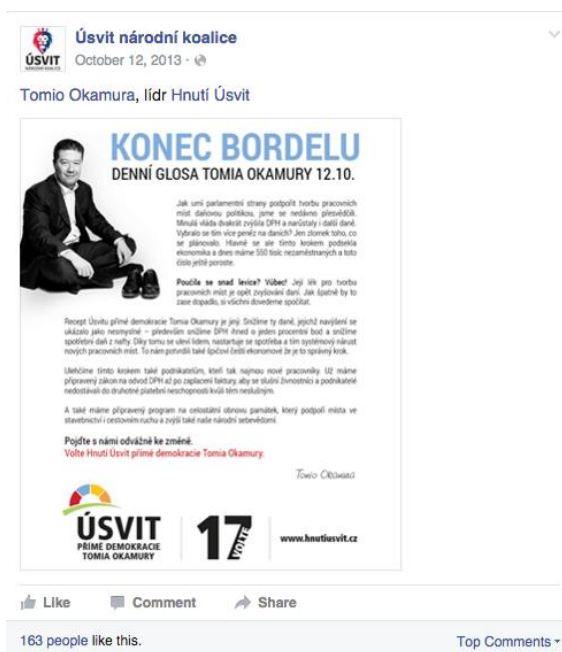 Úsvit národní koalice
ÚSVIT
NÁRODNÍ KOALICE
October 12, 2013
Tomio Okamura, lídr Hnutí Úsvit
KONEC BORDELU
DENNÍ GLOSA TOMIA OKAMURY 12.10.
Jak umí parlamentní strany podpořit tvorbu pracovních
míst daňovou politikou, jsme se nedávno přesvědčili.
Minulá vláda dvakrát zvýšila DPH a narůstaly i další daně.
Vybralo se tím více peněz na daních? Jen zlomek toho, co
se plánovalo. Hlavně se ale tímto krokem podsekla
ekonomika a dnes máme 550 tisíc nezaměstnaných a toto
číslo ještě poroste.
Poučila se snad levice? Vůbec! Její lék pro tvorbu
pracovních míst je opět zvyšování daní. Jak špatně by to
zase dopadlo, si všichni dovedeme spočítat.
Recept Úsvitu přímé demokracie Tomia Okamury je jiný. Snížíme ty daně, jejichž navýšení se
ukázalo jako nesmyslné – především snížíme DPH ihned o jeden procentní bod a snížíme
spotřební daň z nafty. Díky tomu se uleví lidem, nastartuje se spotřeba a tím systémový nárust
nových pracovních míst. To nám potvrdili také špičkoví čeští ekonomové že je to správný krok.
Ulehčíme tímto krokem také podnikatelům, kteří tak najmou nové pracovníky. Už máme
připravený zákon na odvod DPH až po zaplacení faktury, aby se slušní živnostníci a podnikatelé
nedostávali do druhotné platební neschopnosti kvůli těm neslušným.
A také máme připravený program na celostátní obnovu památek, který podpoří místa ve
stavebnictví i cestovním ruchu a zvýší také naše národní sebevědomí.
Pojďte s námi odvážně ke změně.
Volte Hnutí Úsvit přímé demokracie Tomia Okamury.
Tomio Okamura
ÚSVIT
PŘÍMÉ DEMOKRACIE
TOMIA OKAMURY
17
VOLTE
www.hnutiusvit.cz
Like Comment Share
163 people like this. Top Comments